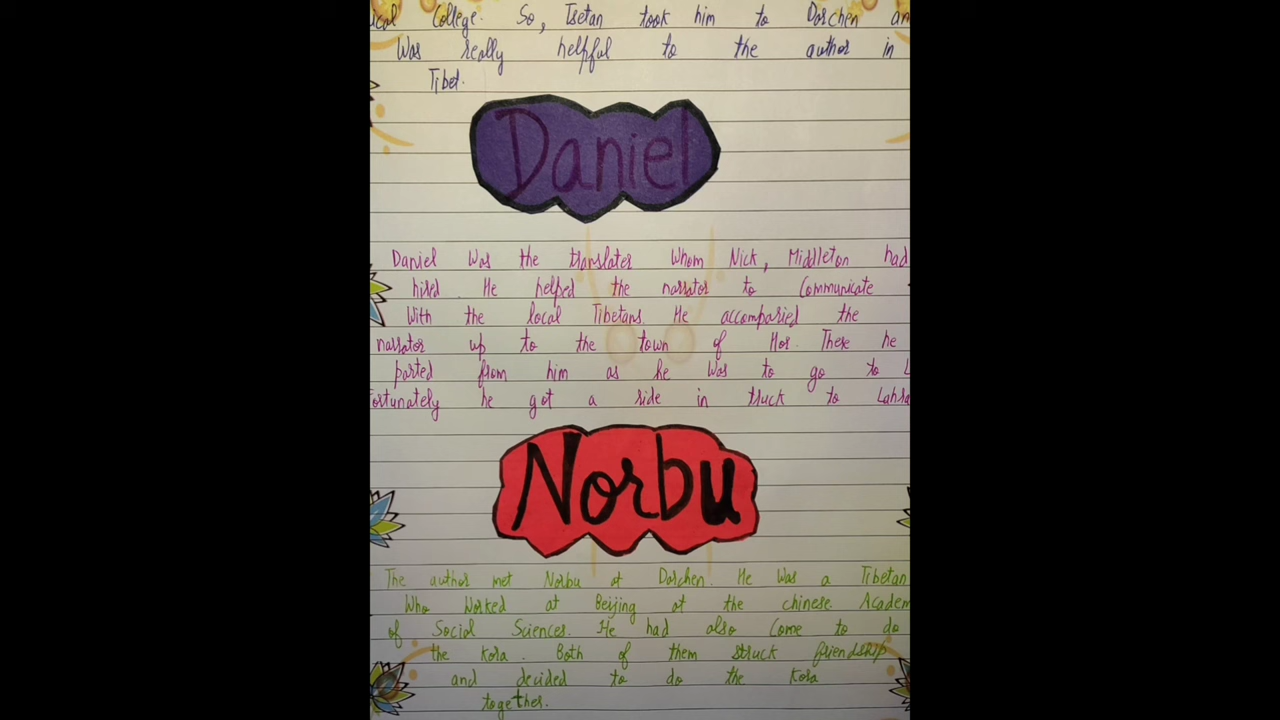 ical College. So, Tsetan took him to Darchen an
Was really helpful to the author in
Tibet.
Daniel
Daniel Was the translater Whom Nick, Middleton had
hired. He helped the narrator to Communicate
With the local Tibetans. He accompanied the
narrator up to the town of Hor. There he
parted from him as he was to go to L
Fortunately he got a ride in truck to Lahsa
Norbu
The author met Norbu at Darchen. He Was a Tibetan
Who Worked at Beijing at the chinese Academ
of Social Sciences. He had also Come to do
the kora. Both of them struck friendship
and decided to do the Kora
together.